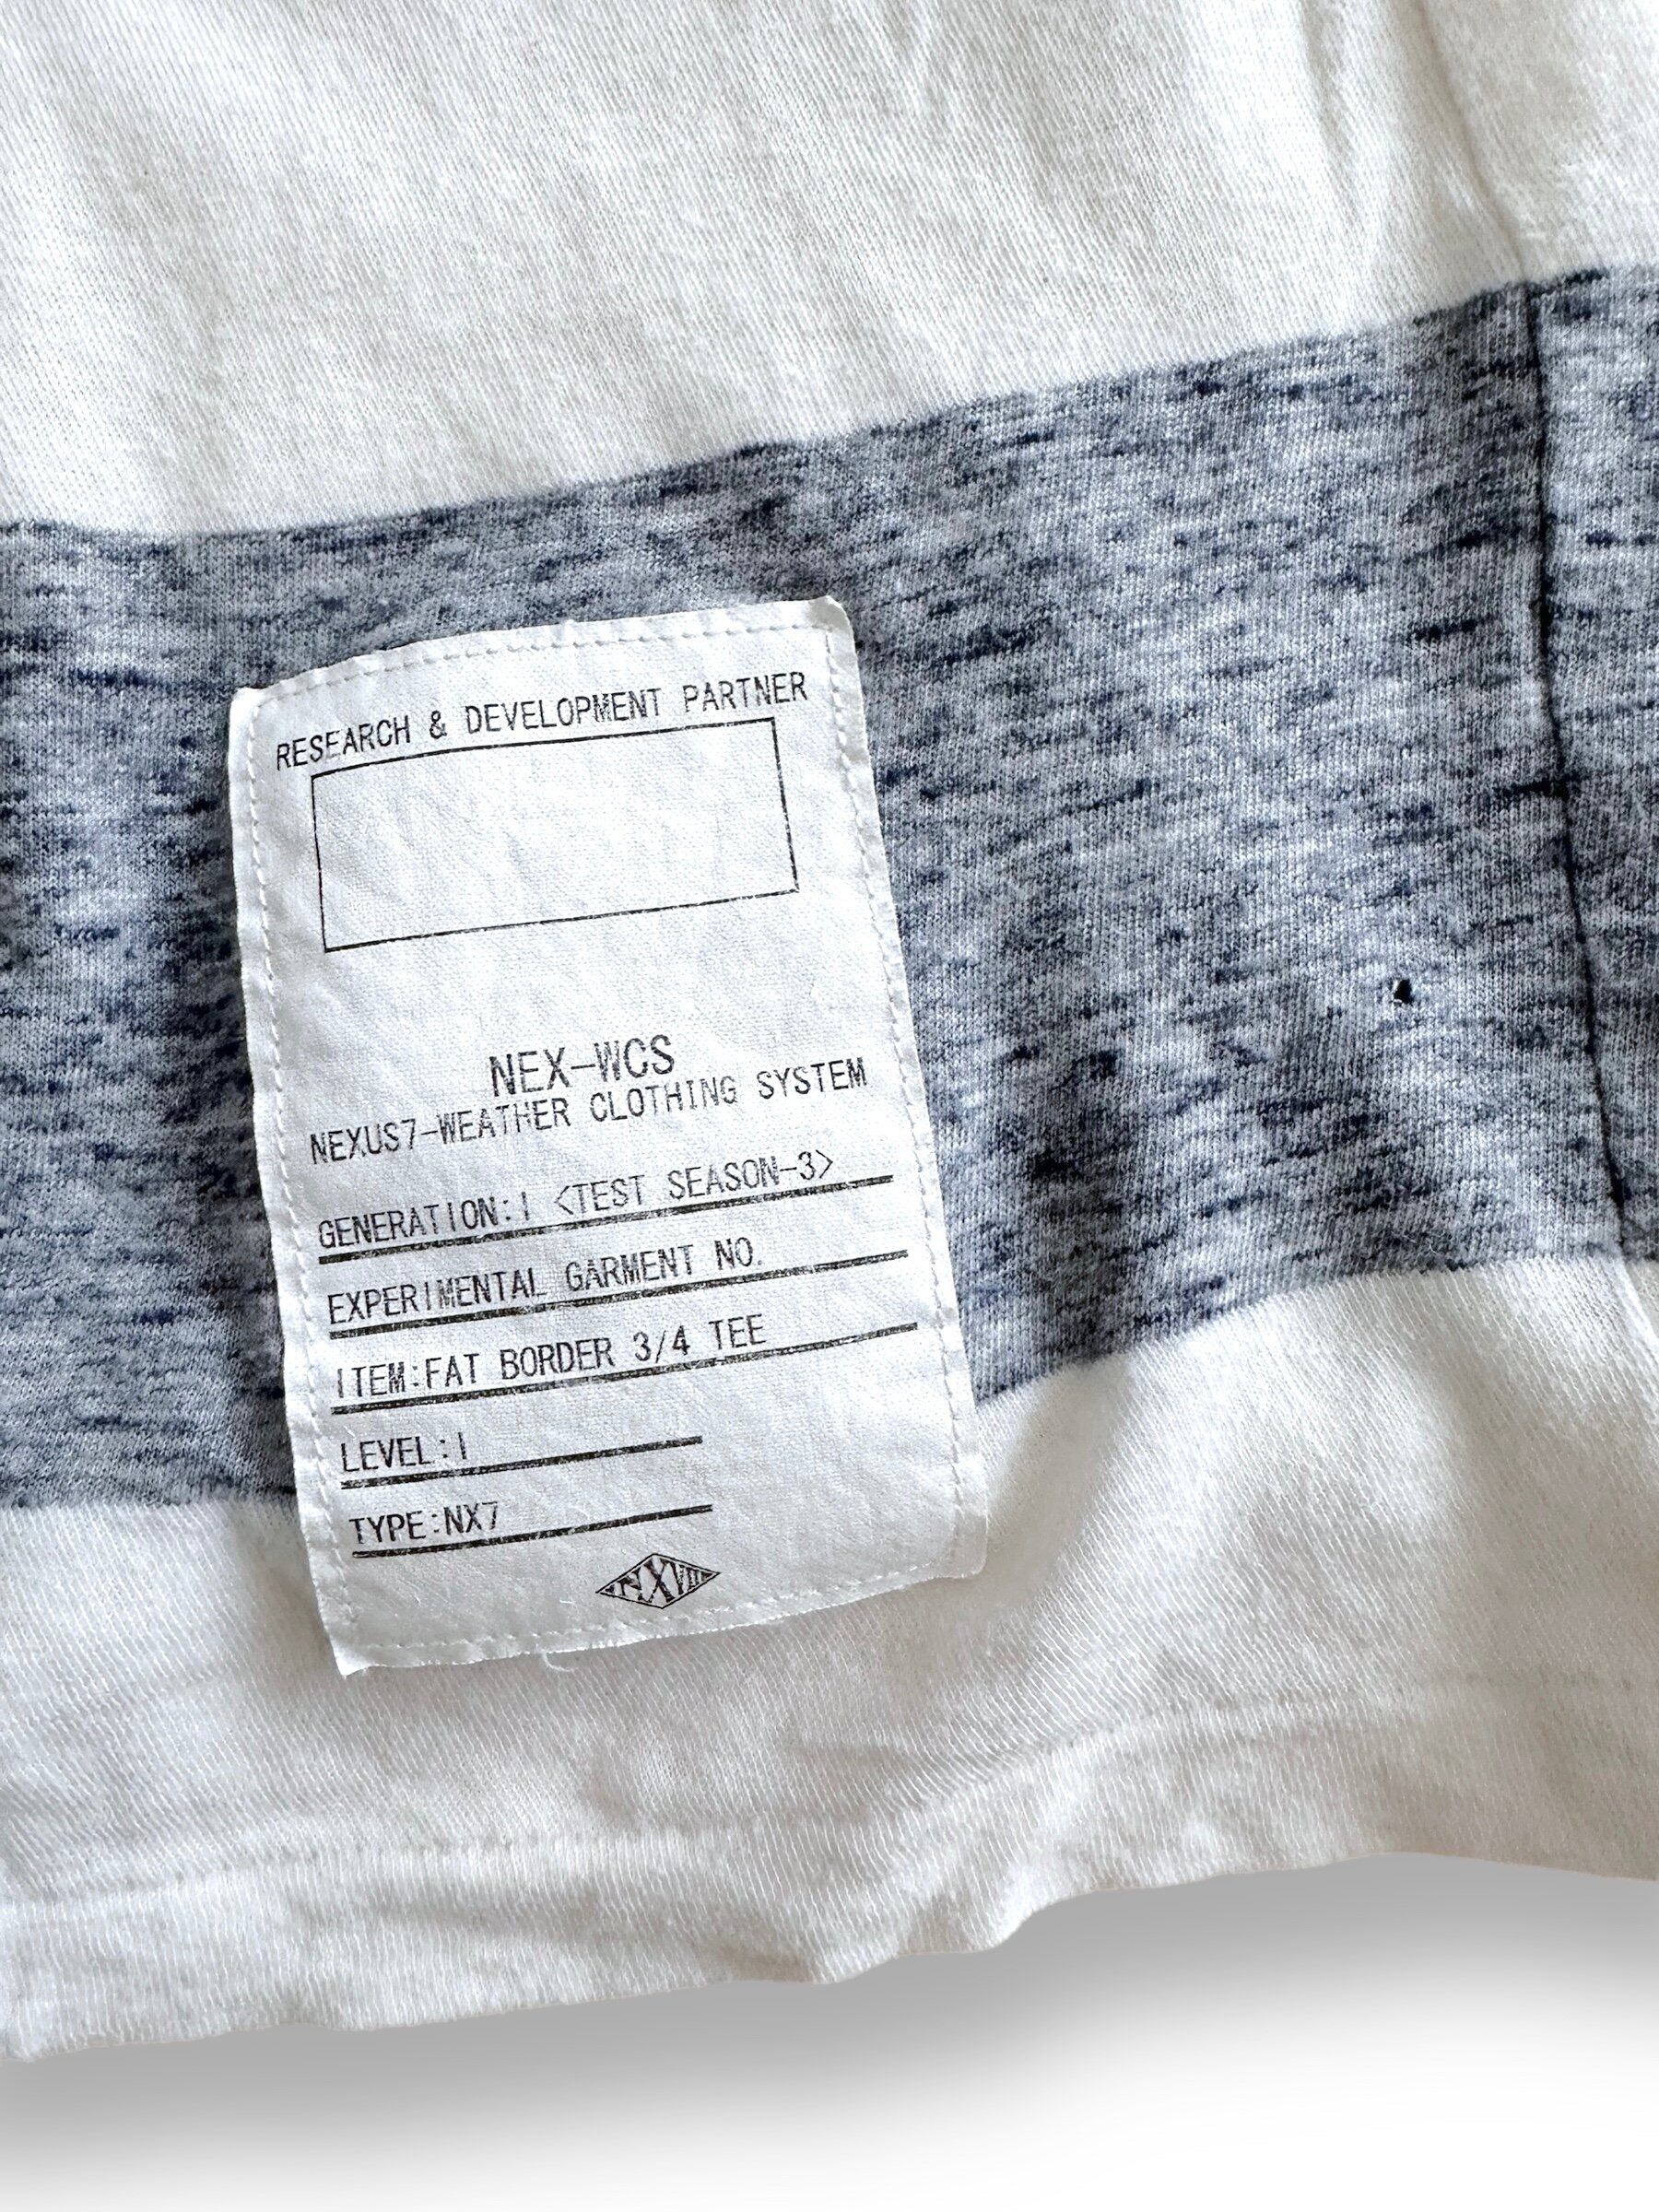 RESEARCH & DEVELOPMENT PARTNER
NEX-WCS
NEXUS7-WEATHER CLOTHING SYSTEM
GENERATION:I <TEST SEASON-3>
EXPERIMENTAL GARMENT NO.
ITEM:FAT BORDER 3/4 TEE
LEVEL:I
TYPE:NX7
NXVII